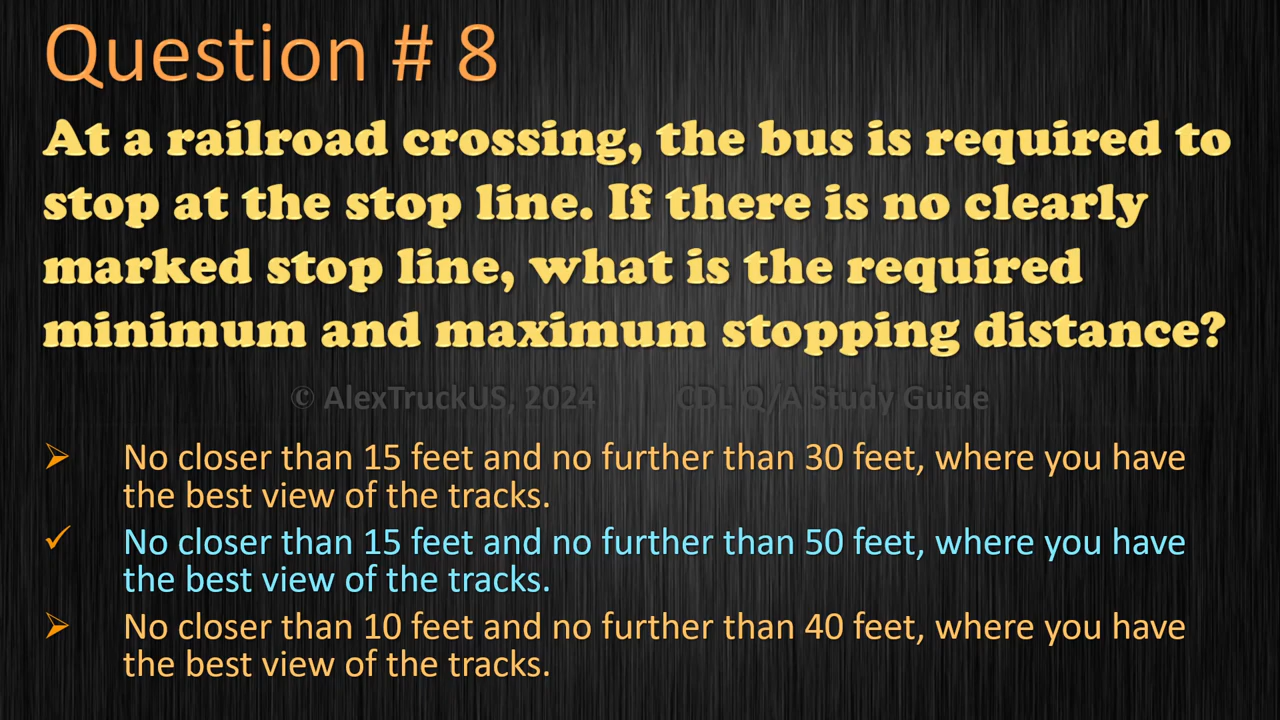 Question # 8
At a railroad crossing, the bus is required to
stop at the stop line. If there is no clearly
marked stop line, what is the required
minimum and maximum stopping distance?
© AlexTruckUS, 2024 CDL Q/A Study Guide
➢ No closer than 15 feet and no further than 30 feet, where you have
the best view of the tracks.
✓ No closer than 15 feet and no further than 50 feet, where you have
the best view of the tracks.
➢ No closer than 10 feet and no further than 40 feet, where you have
the best view of the tracks.